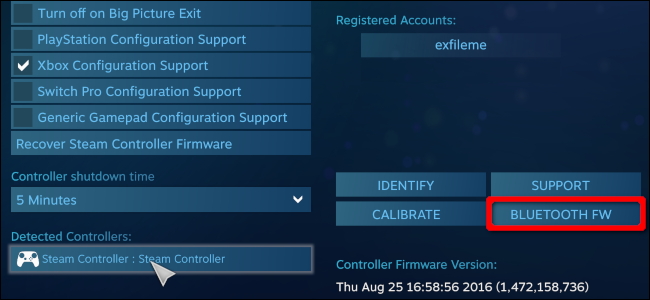 Turn off on Big Picture Exit
PlayStation Configuration Support
Xbox Configuration Support
Switch Pro Configuration Support
Generic Gamepad Configuration Support
Recover Steam Controller Firmware
Controller shutdown time
5 Minutes
Detected Controllers:
Steam Controller : Steam Controller
Registered Accounts:
exfileme
IDENTIFY
SUPPORT
CALIBRATE
BLUETOOTH FW
Controller Firmware Version:
Thu Aug 25 16:58:56 2016 (1,472,158,736)